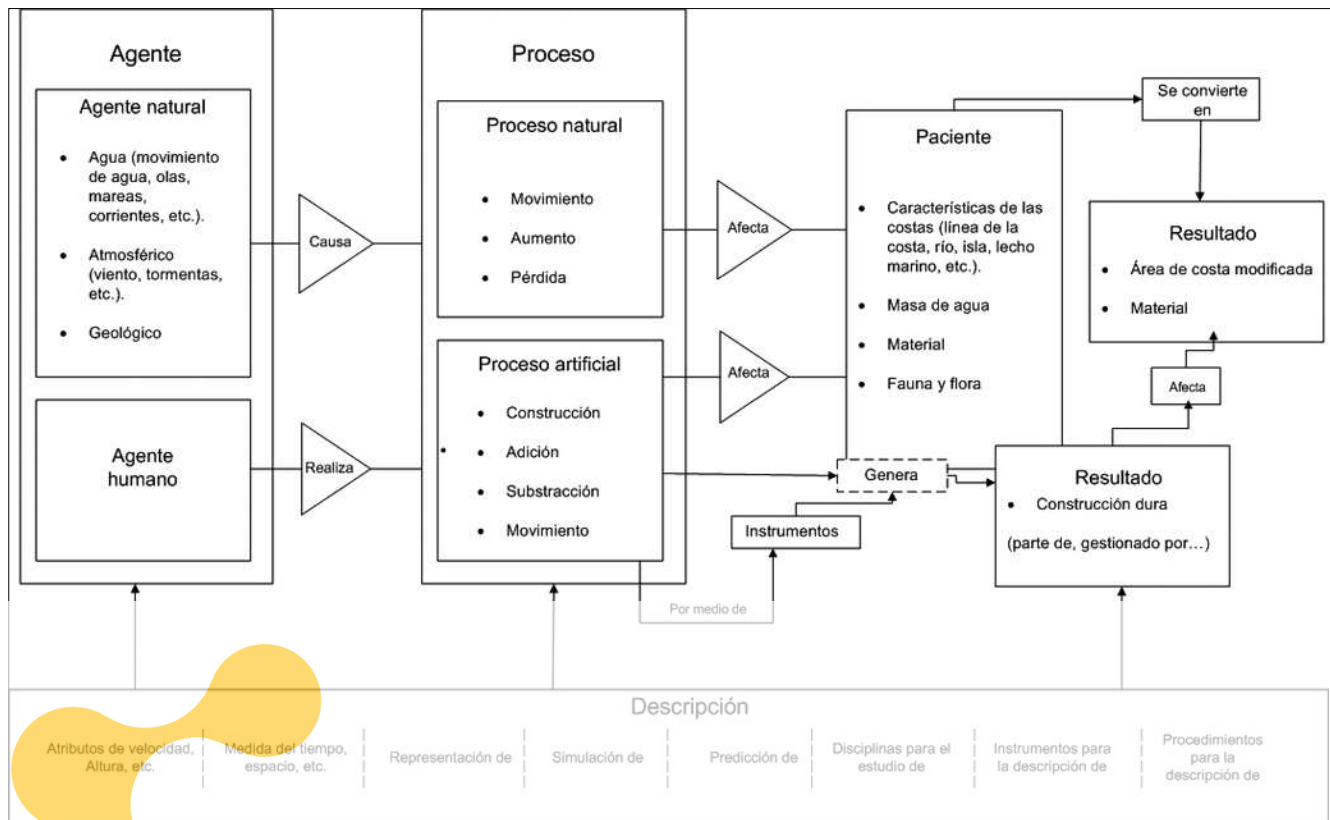 Agente
Agente natural
• Agua (movimiento
de agua, olas,
mareas,
corrientes, etc.).
• Atmosférico
(viento, tormentas,
etc.).
• Geológico
Agente
humano
Causa
Realiza
Proceso
Proceso natural
• Movimiento
• Aumento
• Pérdida
Proceso artificial
• Construcción
• Adición
• Substracción
• Movimiento
Afecta
Afecta
Paciente
• Características de las
costas (línea de la
costa, río, isla, lecho
marino, etc.).
• Masa de agua
• Material
• Fauna y flora
Se convierte
en
Resultado
• Área de costa modificada
• Material
Afecta
Genera
Instrumentos
Resultado
• Construcción dura
(parte de, gestionado por...)
Por medio de
Descripción
Atributos de velocidad,
Altura, etc.
Medida del tiempo,
espacio, etc.
Representación de
Simulación de
Predicción de
Disciplinas para el
estudio de
Instrumentos para
la descripción de
Procedimientos
para la
descripción de